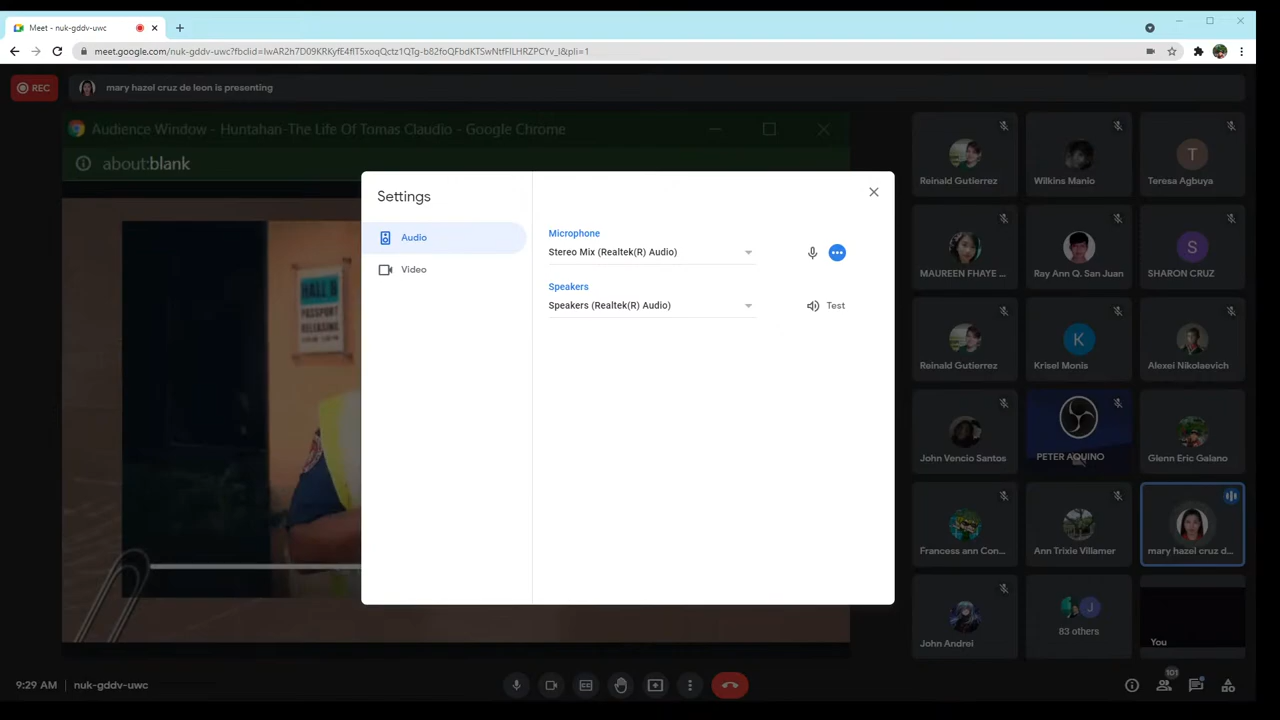 Meet - nuk-gddv-uwc
meet.google.com/nuk-gddv-uwc?fbclid=IwAR2h7D09KRKyfE4flT5xoqQctz1QTg-b82foQFbdKTSwNtfFILHRZPCYv_I&pli=1
REC
mary hazel cruz de leon is presenting
Audience Window - Huntahan-The Life Of Tomas Claudio - Google Chrome
about:blank
HALL B
PASSPORT
RELEASING
Settings
Audio
Video
Microphone
Stereo Mix (Realtek(R) Audio)
Speakers
Speakers (Realtek(R) Audio)
Test
Reinald Gutierrez
Wilkins Manio
T
Teresa Agbuya
MAUREEN FHAYE ...
Ray Ann Q. San Juan
S
SHARON CRUZ
Reinald Gutierrez
K
Krisel Monis
Alexei Nikolaevich
John Vencio Santos
PETER AQUINO
Glenn Eric Galano
Francess ann Con...
Ann Trixie Villamer
mary hazel cruz d...
John Andrei
J
83 others
You
9:29 AM | nuk-gddv-uwc
101